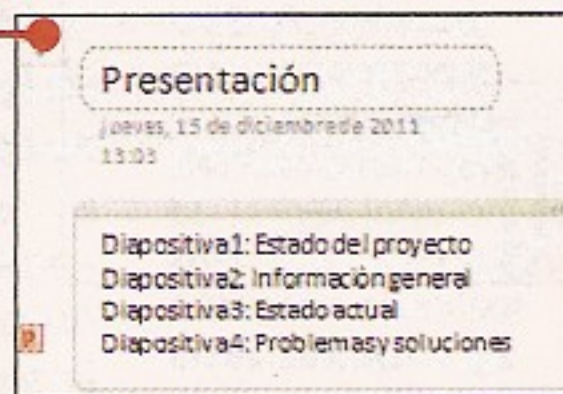 Presentación
jueves, 15 de diciembre de 2011
13:03
Diapositiva1: Estado del proyecto
Diapositiva2: Información general
Diapositiva3: Estado actual
Diapositiva4: Problemas y soluciones